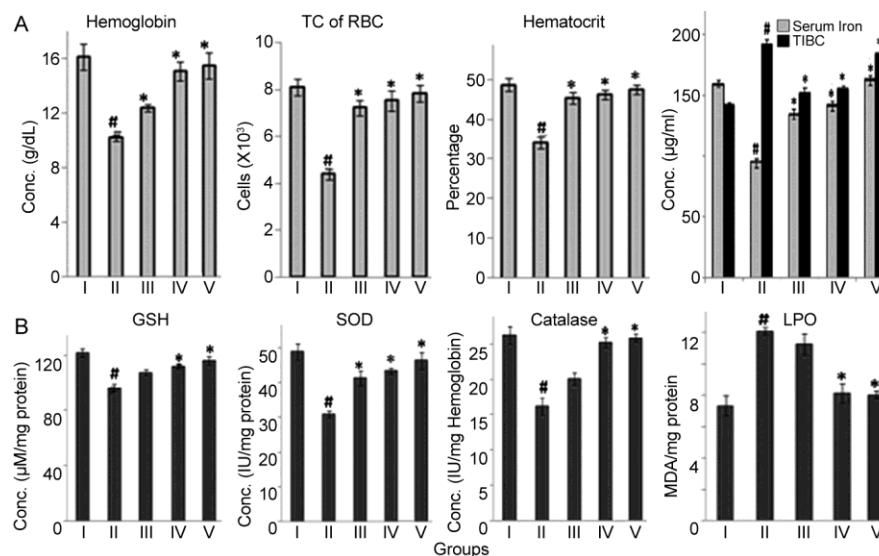 A
Hemoglobin
TC of RBC
Hematocrit
Serum Iron
TIBC
Conc. (g/dL)
16
12
8
4
0
#
*
*
*
I II III IV V
Cells (X10³)
10
8
6
4
2
0
#
*
*
*
I II III IV V
Percentage
60
50
40
30
20
10
0
#
*
*
*
I II III IV V
Conc. (µg/ml)
200
150
150
0
#
#
*
*
*
*
*
*
I II III IV V
B
GSH
SOD
Catalase
LPO
Conc. (µM/mg protein)
120
100
80
60
0
#
*
*
I II III IV V
Conc. (IU/mg protein)
50
40
30
20
10
0
#
*
*
*
I II III IV V
Conc. (IU/mg Hemoglobin)
25
20
15
10
5
0
#
*
*
I II III IV V
MDA/mg protein
12
8
4
0
#
*
*
I II III IV V
Groups